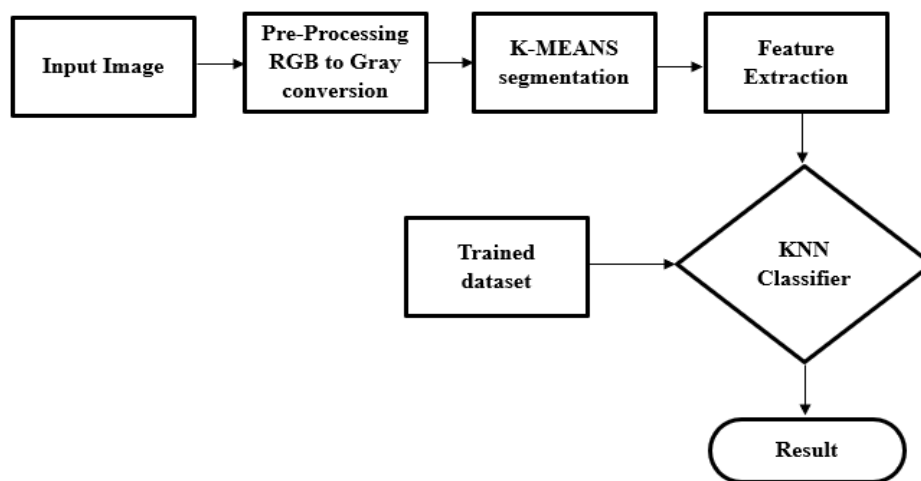 Input Image
Pre-Processing
RGB to Gray
conversion
K-MEANS
segmentation
Feature
Extraction
Trained
dataset
KNN
Classifier
Result